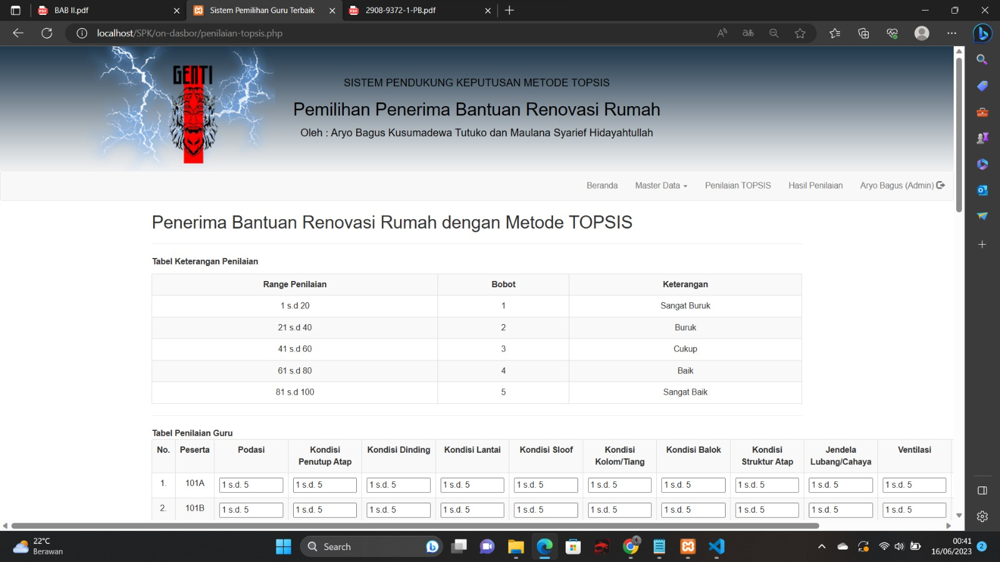 BAB II.pdf
Sistem Pemilihan Guru Terbaik
2908-9372-1-PB.pdf
localhost/SPK/on-dasbor/penilaian-topsis.php
GENTI
SISTEM PENDUKUNG KEPUTUSAN METODE TOPSIS
Pemilihan Penerima Bantuan Renovasi Rumah
Oleh : Aryo Bagus Kusumadewa Tutuko dan Maulana Syarief Hidayahtullah
Beranda Master Data Penilaian TOPSIS Hasil Penilaian Aryo Bagus (Admin)
Penerima Bantuan Renovasi Rumah dengan Metode TOPSIS
Tabel Keterangan Penilaian
Range Penilaian Bobot Keterangan
1 s.d 20 1 Sangat Buruk
21 s.d 40 2 Buruk
41 s.d 60 3 Cukup
61 s.d 80 4 Baik
81 s.d 100 5 Sangat Baik
Tabel Penilaian Guru
No. Peserta Podasi Kondisi Penutup Atap Kondisi Dinding Kondisi Lantai Kondisi Sloof Kondisi Kolom/Tiang Kondisi Balok Kondisi Struktur Atap Jendela Lubang/Cahaya Ventilasi
1. 101A 1 s.d. 5 1 s.d. 5 1 s.d. 5 1 s.d. 5 1 s.d. 5 1 s.d. 5 1 s.d. 5 1 s.d. 5 1 s.d. 5 1 s.d. 5
2. 101B 1 s.d. 5 1 s.d. 5 1 s.d. 5 1 s.d. 5 1 s.d. 5 1 s.d. 5 1 s.d. 5 1 s.d. 5 1 s.d. 5 1 s.d. 5
22°C
Berawan
Search
00:41
16/06/2023
2